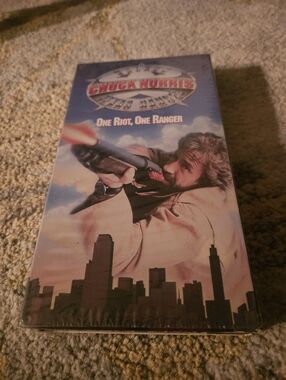 CHUCK NORRIS
ONE RIOT, ONE RANGER